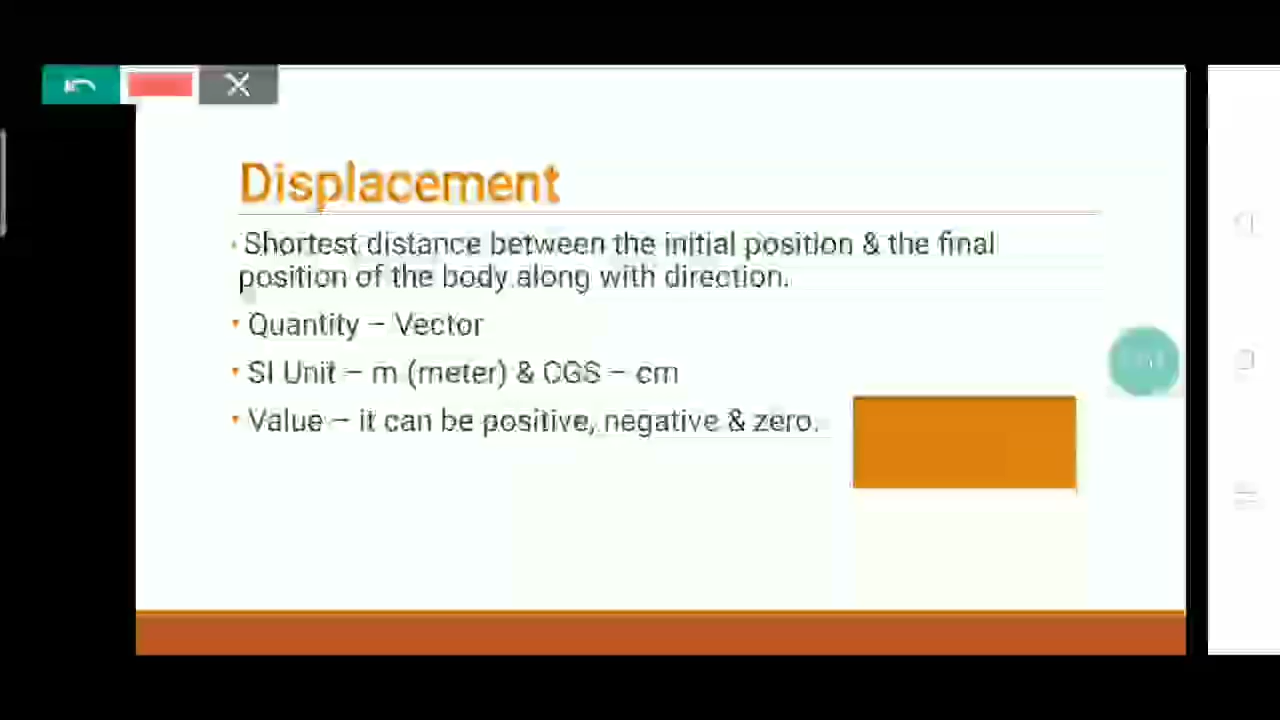 Displacement
Shortest distance between the initial position & the final
position of the body along with direction.
Quantity – Vector
SI Unit – m (meter) & CGS – cm
Value – it can be positive, negative & zero.